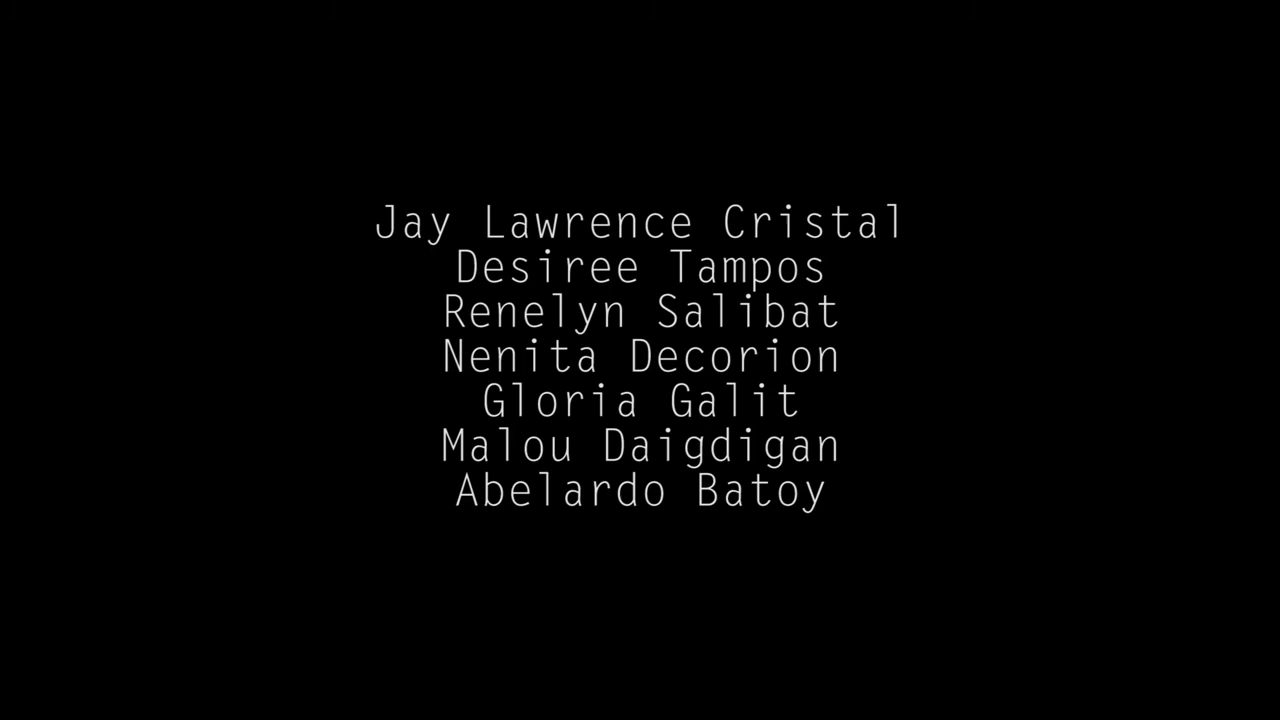 Jay Lawrence Cristal
Desiree Tampos
Renelyn Salibat
Nenita Decorion
Gloria Galit
Malou Daigdigan
Abelardo Batoy